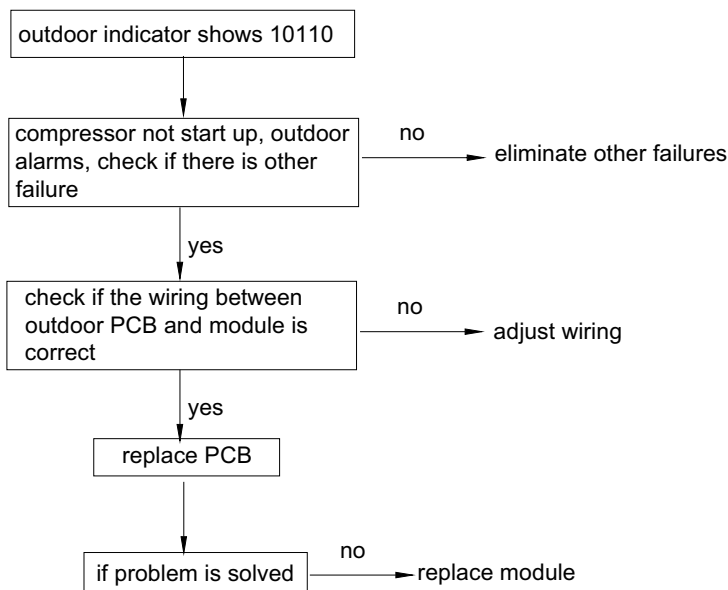 outdoor indicator shows 10110
compressor not start up, outdoor
alarms, check if there is other
failure
no
eliminate other failures
yes
check if the wiring between
outdoor PCB and module is
correct
no
adjust wiring
yes
replace PCB
if problem is solved
no
replace module